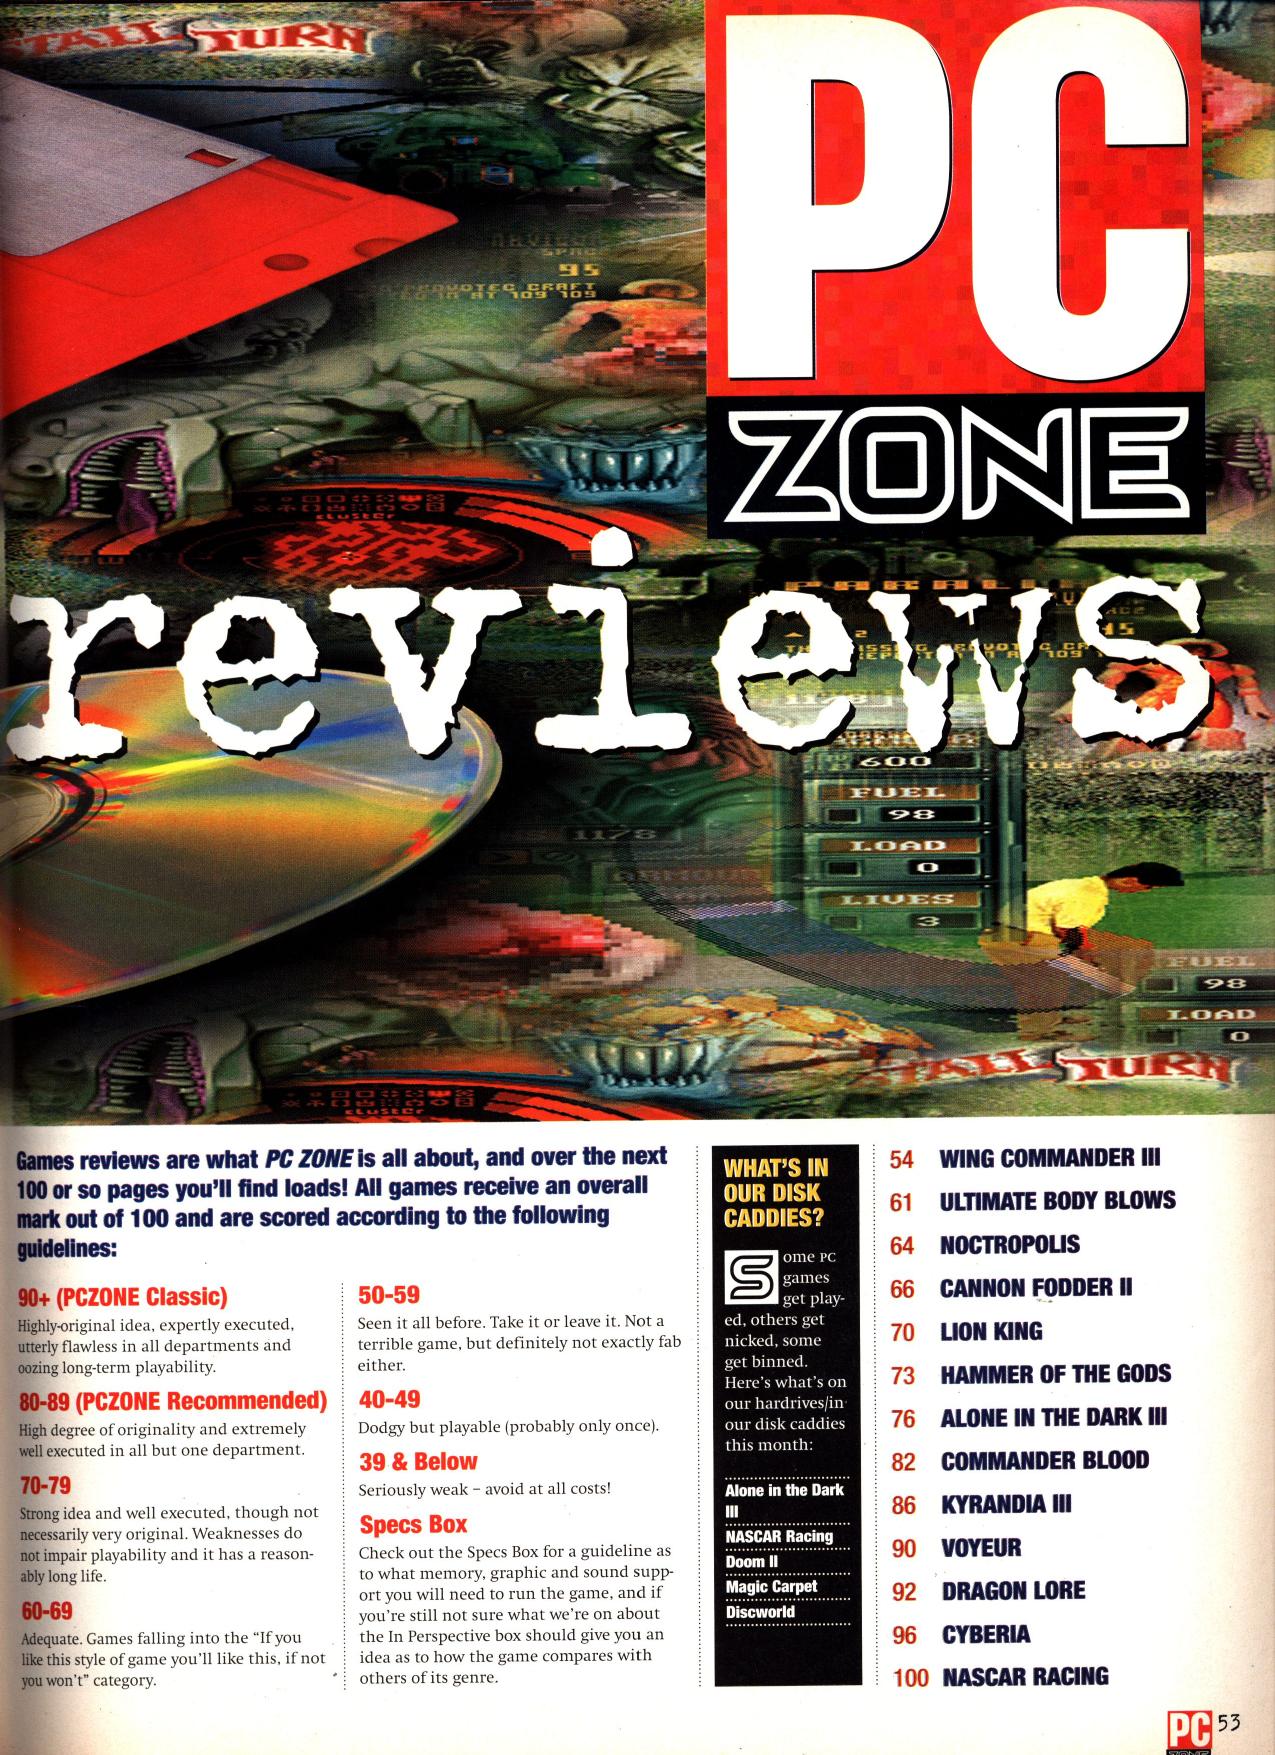 STALL TURN
PC
ZONE
95
CRAFT
AT 109 109
cluster
reviews
2
45
1178
600
FUEL
98
LOAD
0
LIVES
3
1178
ARMOUR
FUEL
98
LOAD
0
STALL TURN
cluster
Games reviews are what PC ZONE is all about, and over the next
100 or so pages you'll find loads! All games receive an overall
mark out of 100 and are scored according to the following
guidelines:
90+ (PCZONE Classic)
Highly-original idea, expertly executed,
utterly flawless in all departments and
oozing long-term playability.
80-89 (PCZONE Recommended)
High degree of originality and extremely
well executed in all but one department.
70-79
Strong idea and well executed, though not
necessarily very original. Weaknesses do
not impair playability and it has a reason-
ably long life.
60-69
Adequate. Games falling into the “If you
like this style of game you'll like this, if not
you won't” category.
50-59
Seen it all before. Take it or leave it. Not a
terrible game, but definitely not exactly fab
either.
40-49
Dodgy but playable (probably only once).
39 & Below
Seriously weak – avoid at all costs!
Specs Box
Check out the Specs Box for a guideline as
to what memory, graphic and sound supp-
ort you will need to run the game, and if
you're still not sure what we're on about
the In Perspective box should give you an
idea as to how the game compares with
others of its genre.
WHAT'S IN
OUR DISK
CADDIES?
Some PC
games
get play-
ed, others get
nicked, some
get binned.
Here's what's on
our hardrives/in
our disk caddies
this month:
Alone in the Dark
III
NASCAR Racing
Doom II
Magic Carpet
Discworld
54 WING COMMANDER III
61 ULTIMATE BODY BLOWS
64 NOCTROPOLIS
66 CANNON FODDER II
70 LION KING
73 HAMMER OF THE GODS
76 ALONE IN THE DARK III
82 COMMANDER BLOOD
86 KYRANDIA III
90 VOYEUR
92 DRAGON LORE
96 CYBERIA
100 NASCAR RACING
PC 53
ZONE